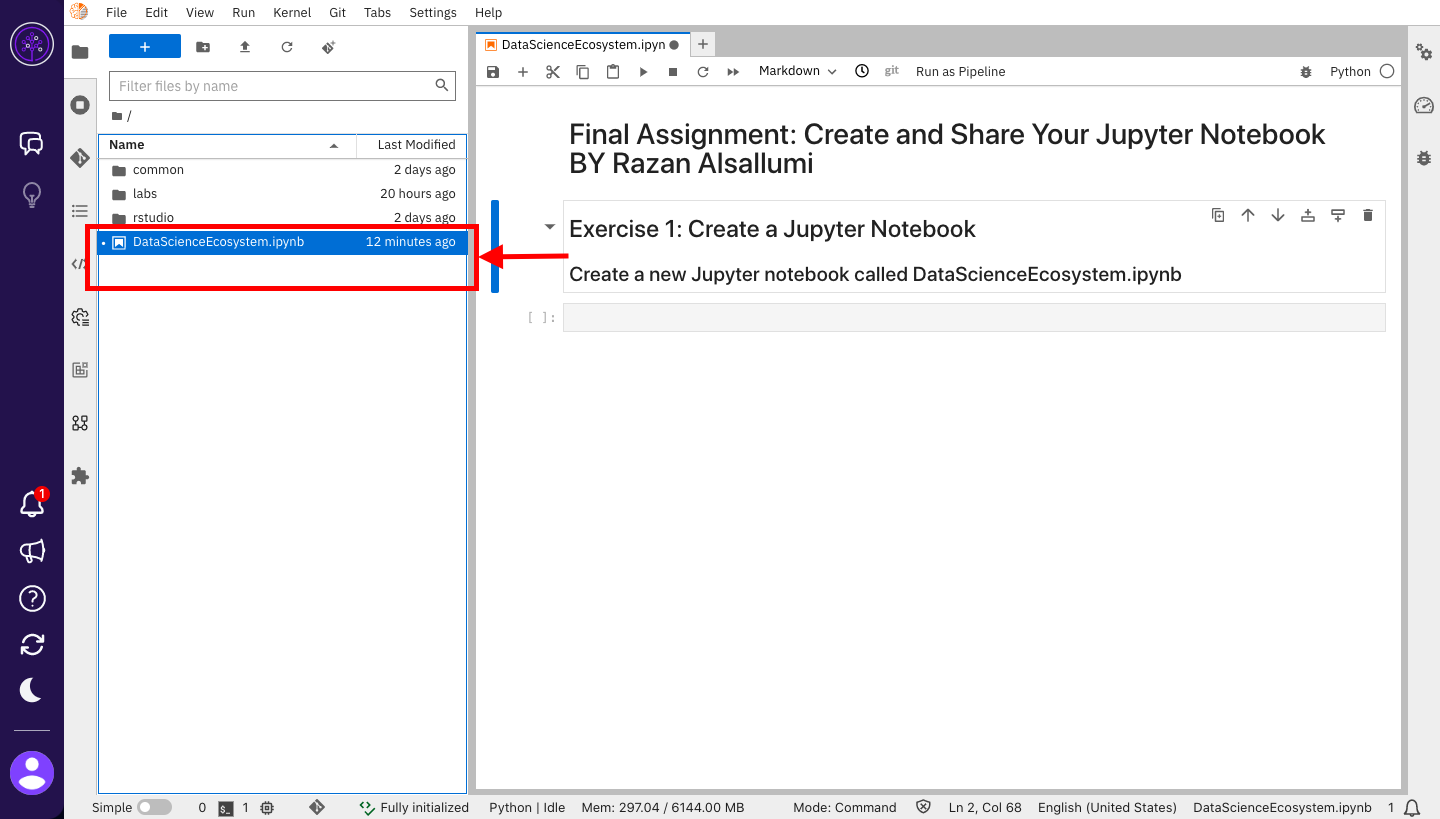 File Edit View Run Kernel Git Tabs Settings Help
DataScienceEcosystem.ipyn
Markdown git Run as Pipeline Python
Filter files by name
/
Name Last Modified
common 2 days ago
labs 20 hours ago
rstudio 2 days ago
DataScienceEcosystem.ipynb 12 minutes ago
Final Assignment: Create and Share Your Jupyter Notebook
BY Razan Alsallumi
Exercise 1: Create a Jupyter Notebook
Create a new Jupyter notebook called DataScienceEcosystem.ipynb
[ ]:
1
Simple 0 $_ 1 Fully initialized Python | Idle Mem: 297.04 / 6144.00 MB Mode: Command Ln 2, Col 68 English (United States) DataScienceEcosystem.ipynb 1